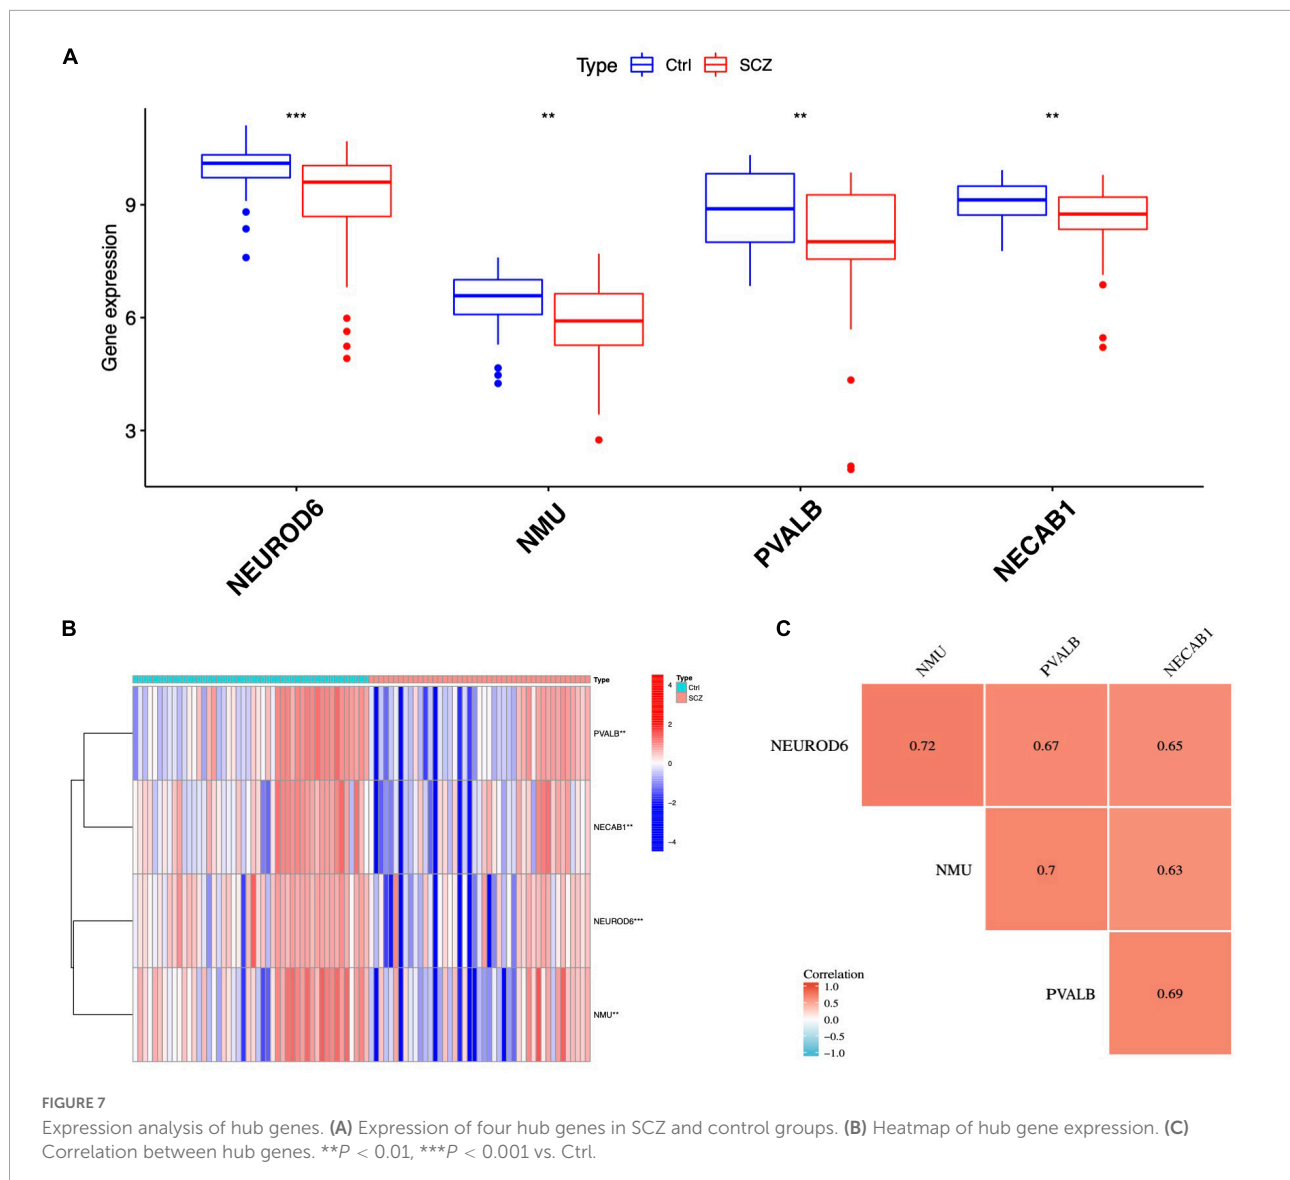 A
Type Ctrl SCZ
*** ** ** **
9
6
3
Gene expression
NEUROD6 NMU PVALB NECAB1
B
Type
PVALB**
NECAB1**
NEUROD6***
NMU**
4
2
0
−2
−4
Type
Ctrl
SCZ
C
NMU PVALB NECAB1
NEUROD6 0.72 0.67 0.65
NMU 0.7 0.63
PVALB 0.69
Correlation
1.0
0.5
0.0
−0.5
−1.0
FIGURE 7
Expression analysis of hub genes. (A) Expression of four hub genes in SCZ and control groups. (B) Heatmap of hub gene expression. (C)
Correlation between hub genes. **P < 0.01, ***P < 0.001 vs. Ctrl.